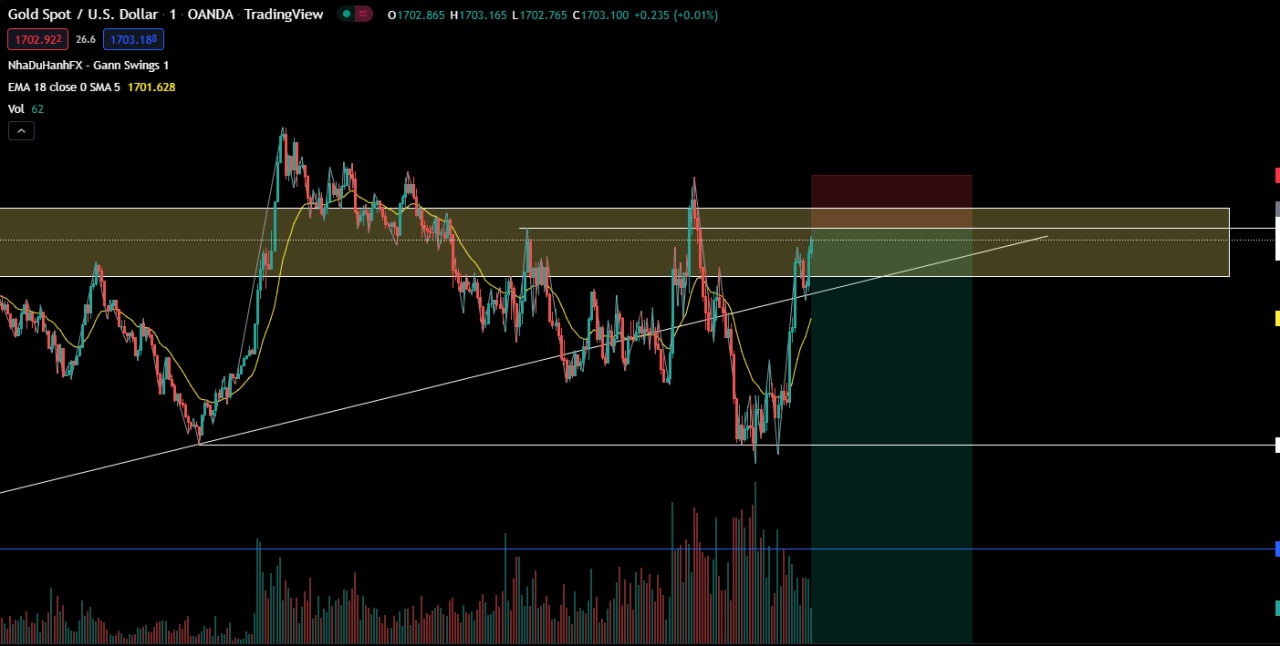 Gold Spot / U.S. Dollar · 1 · OANDA · TradingView O1702.865 H1703.165 L1702.765 C1703.100 +0.235 (+0.01%)
1702.922 26.6 1703.188
NhaDuHanhFX - Gann Swings 1
EMA 18 close 0 SMA 5 1701.628
Vol 62